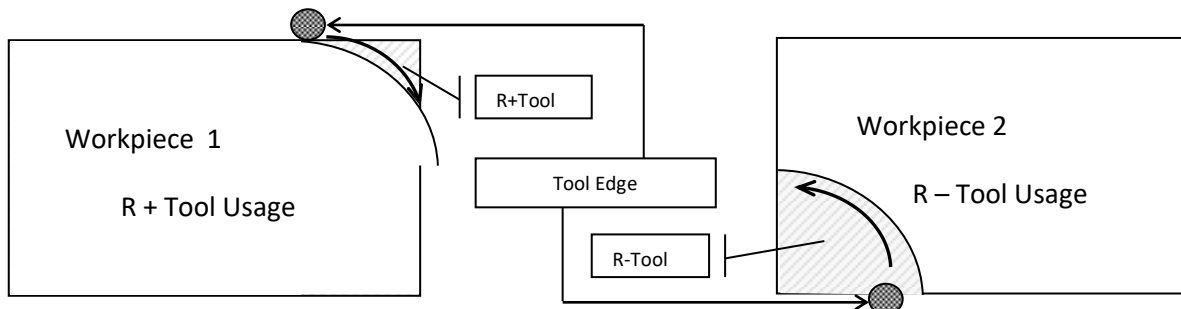 R+Tool
Workpiece 1
Workpiece 2
Tool Edge
R + Tool Usage
R – Tool Usage
R-Tool